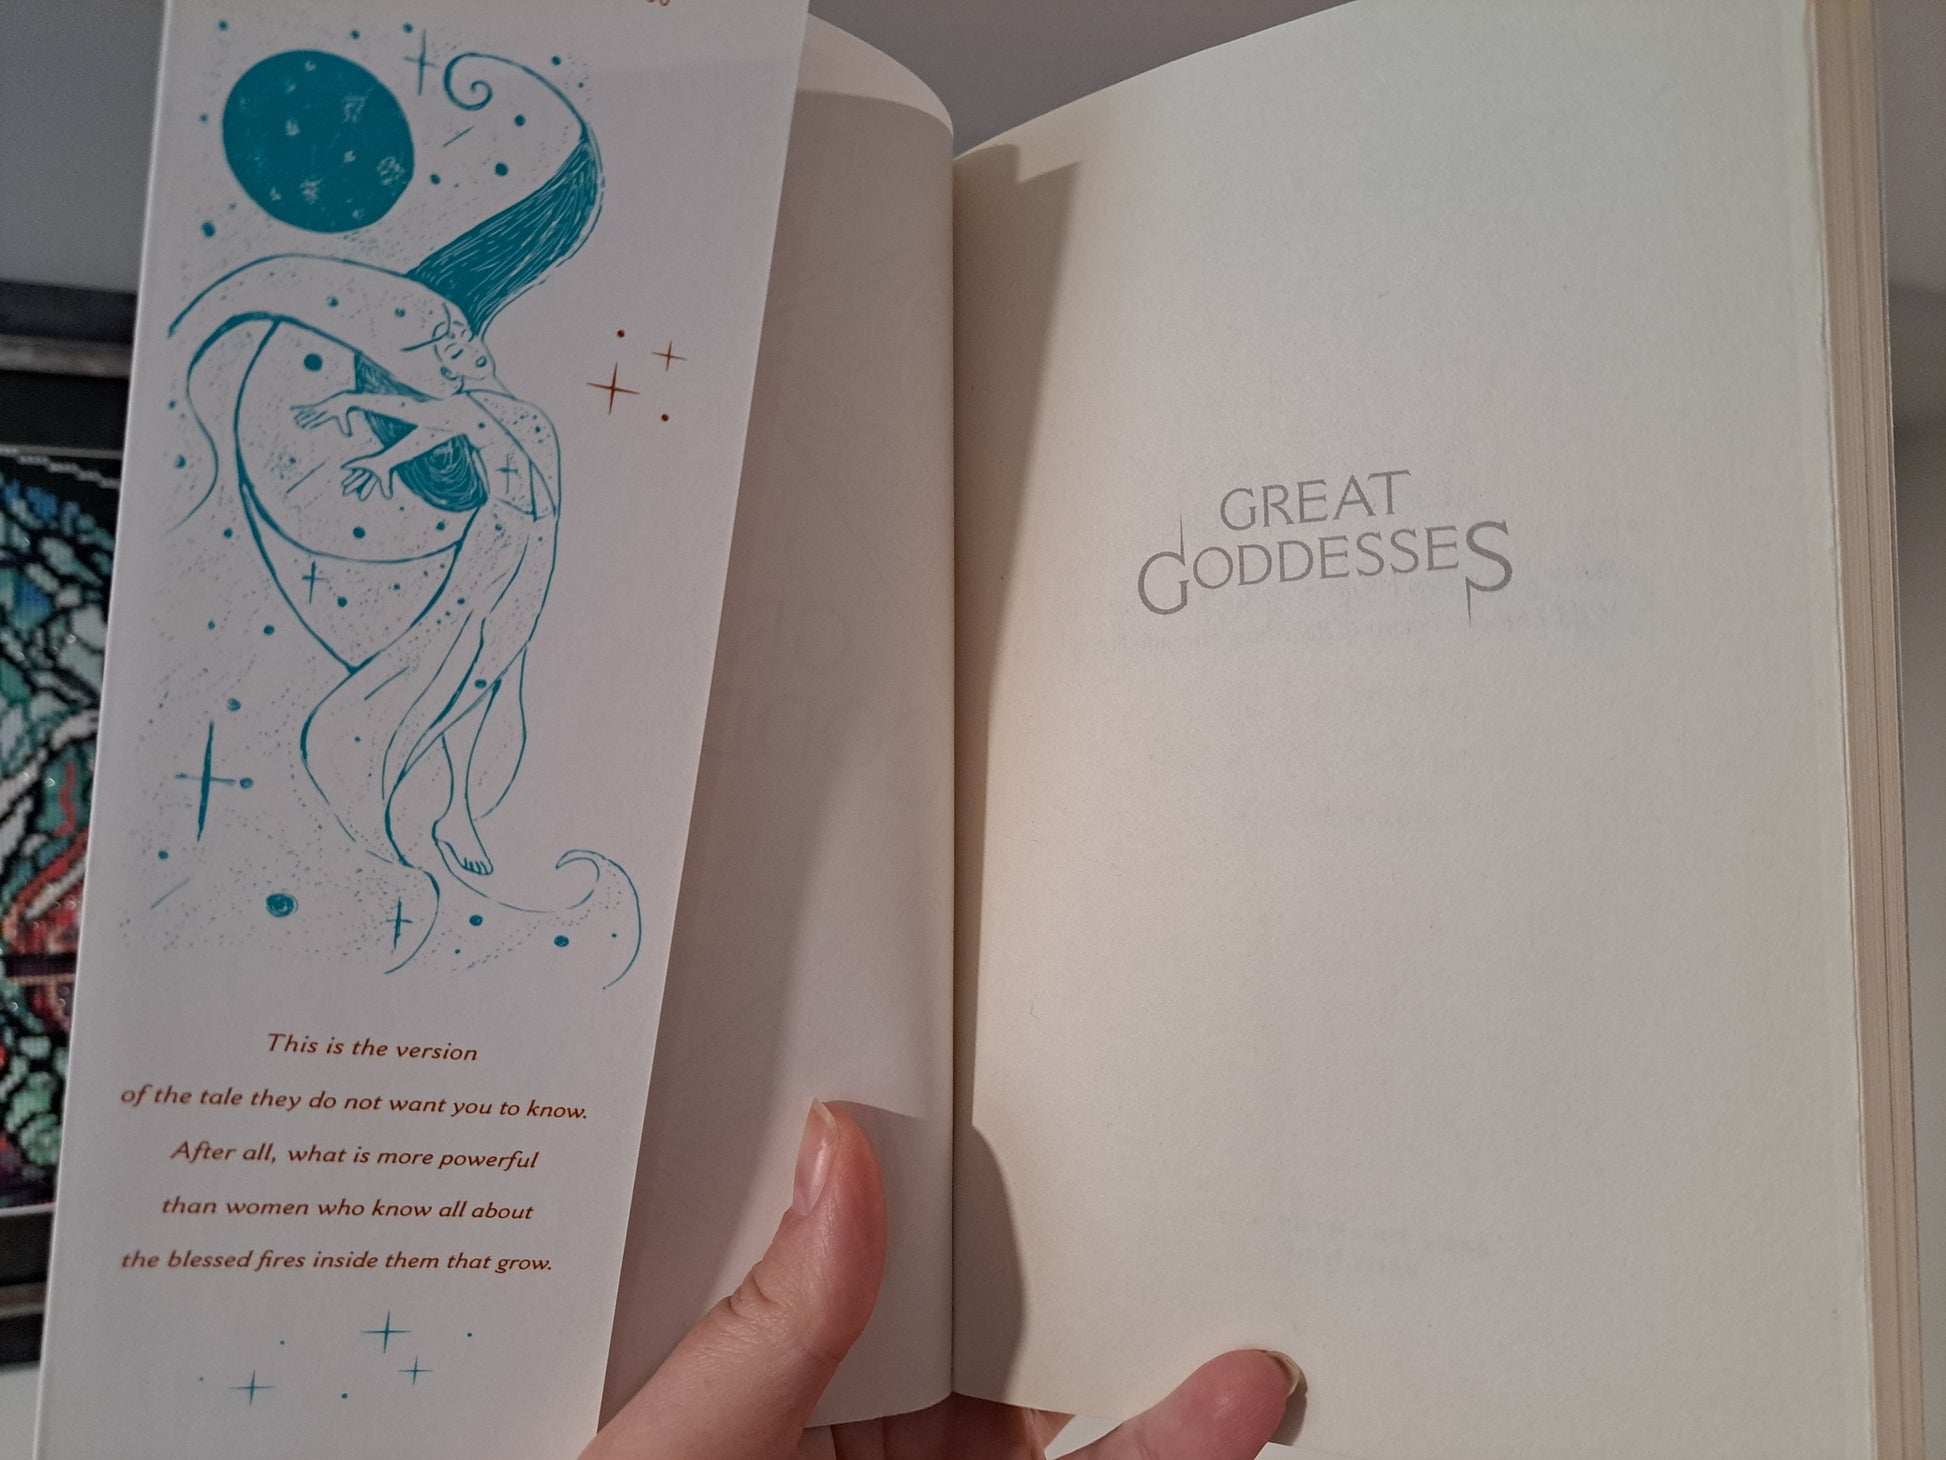 This is the version
of the tale they do not want you to know.
After all, what is more powerful
than women who know all about
the blessed fires inside them that grow.
GREAT
GODDESSES